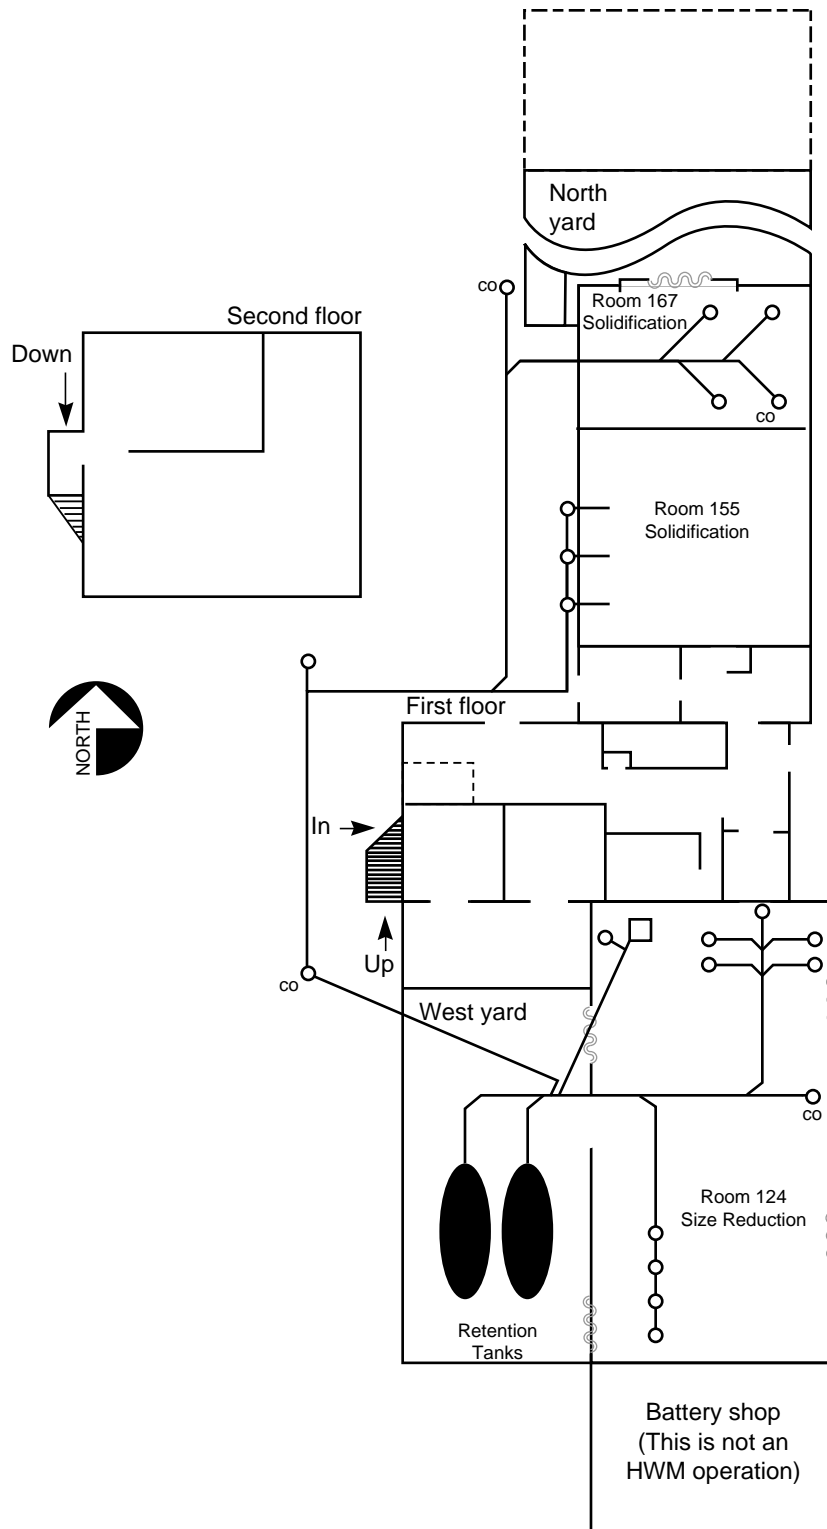 North
yard
co
Room 167
Solidification
Second floor
Down
co
Room 155
Solidification
First floor
NORTH
In
Up
co
West yard
co
Room 124
Size Reduction
Retention
Tanks
Battery shop
(This is not an
HWM operation)